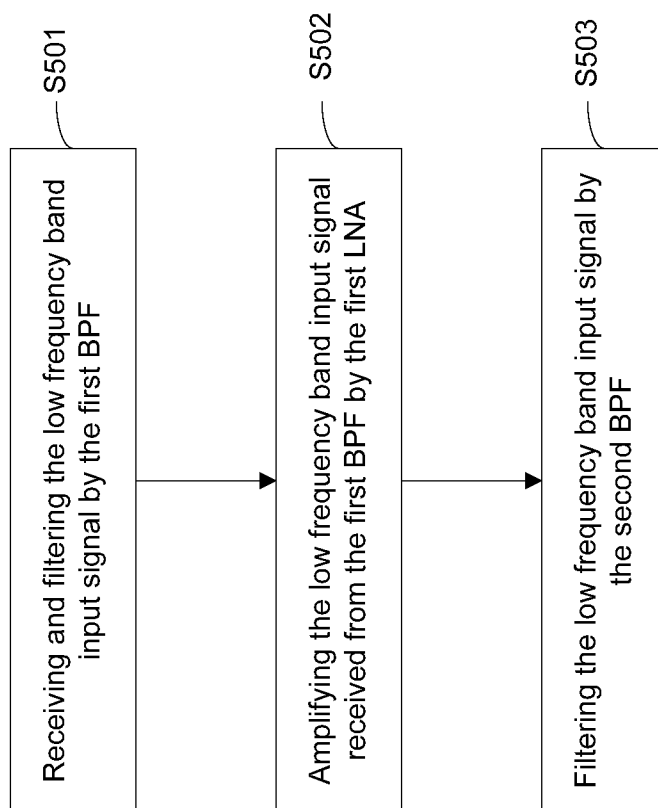 S501
Receiving and filtering the low frequency band
input signal by the first BPF
S502
Amplifying the low frequency band input signal
received from the first BPF by the first LNA
S503
Filtering the low frequency band input signal by
the second BPF